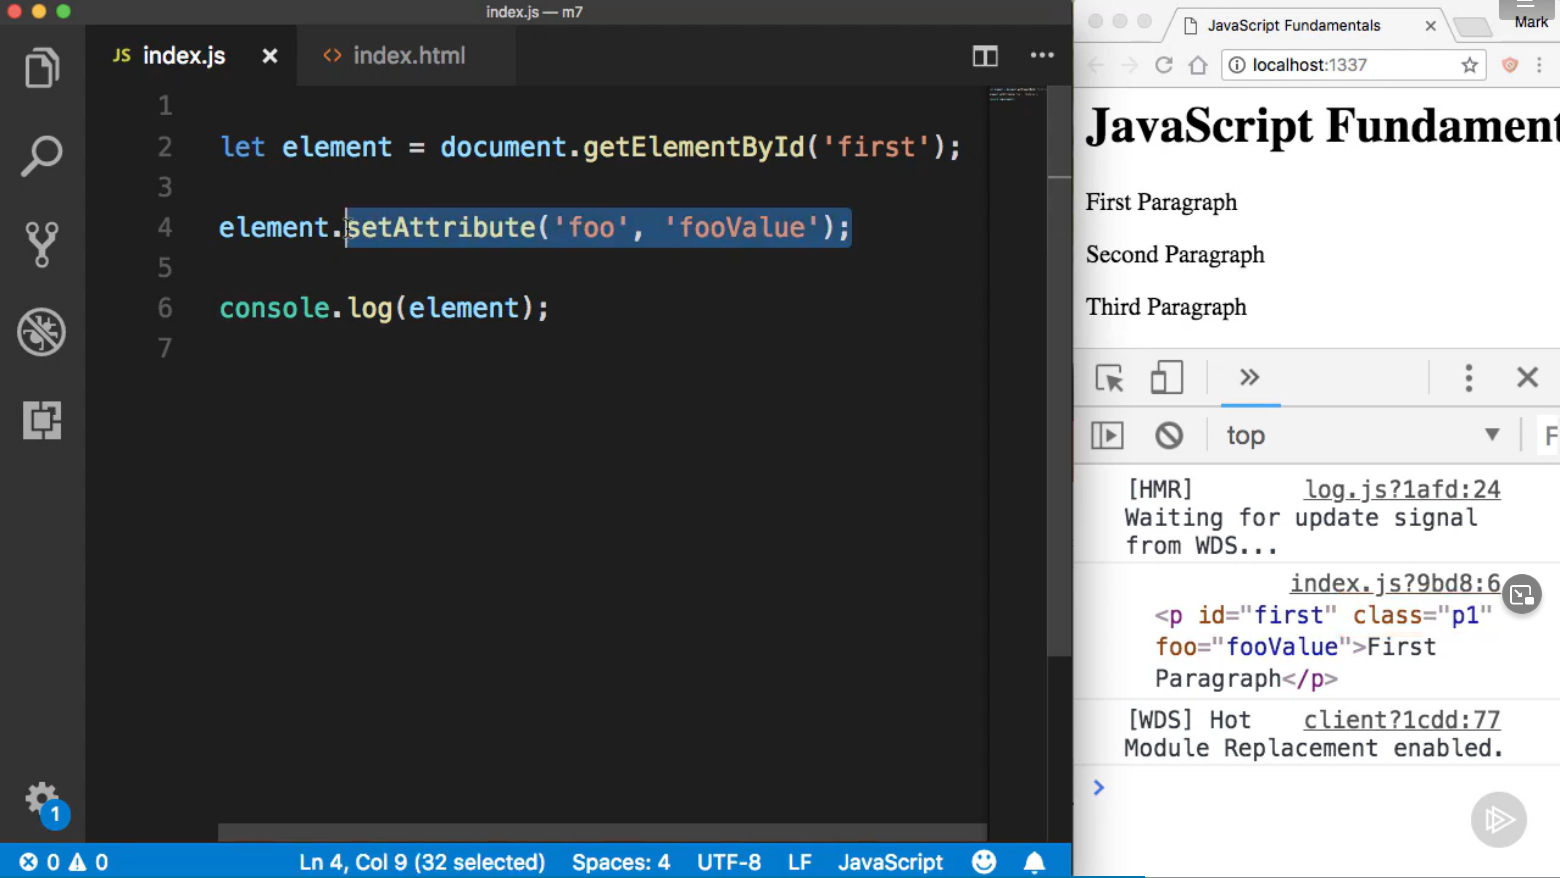 index.js — m7
JS index.js
<> index.html
1
2 let element = document.getElementById('first');
3
4 element.setAttribute('foo', 'fooValue');
5
6 console.log(element);
7
1
0 0
Ln 4, Col 9 (32 selected)
Spaces: 4
UTF-8
LF
JavaScript
JavaScript Fundamentals
Mark
localhost:1337
JavaScript Fundament
First Paragraph
Second Paragraph
Third Paragraph
top
F
[HMR] log.js?1afd:24
Waiting for update signal
from WDS...
index.js?9bd8:6
<p id="first" class="p1"
foo="fooValue">First
Paragraph</p>
[WDS] Hot client?1cdd:77
Module Replacement enabled.